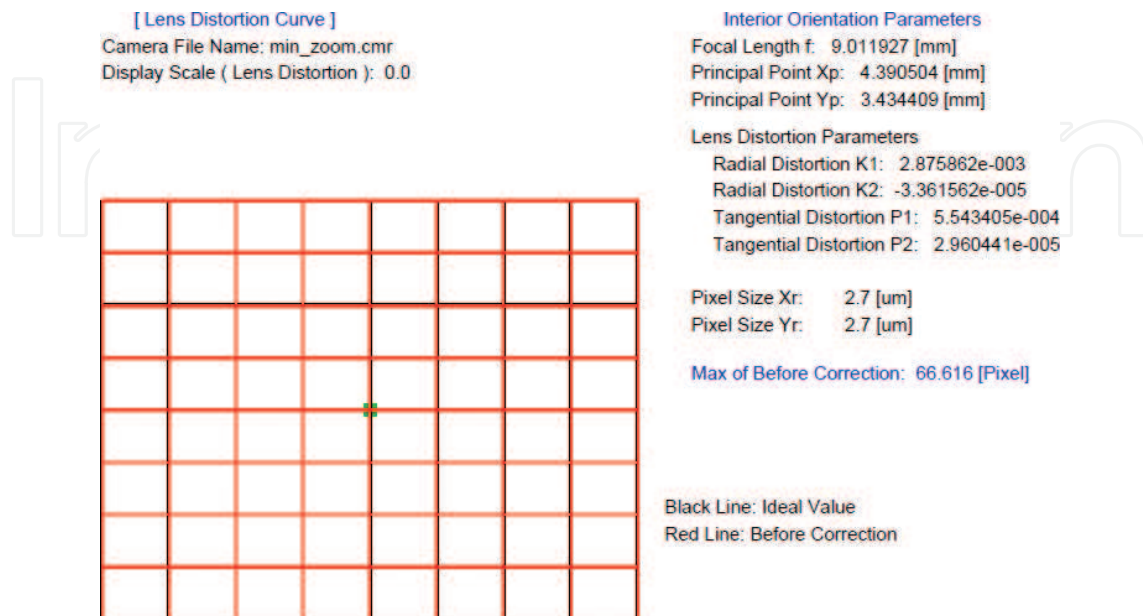 [ Lens Distortion Curve ]
Camera File Name: min_zoom.cmr
Display Scale ( Lens Distortion ): 0.0
Interior Orientation Parameters
Focal Length f: 9.011927 [mm]
Principal Point Xp: 4.390504 [mm]
Principal Point Yp: 3.434409 [mm]
Lens Distortion Parameters
Radial Distortion K1: 2.875862e-003
Radial Distortion K2: -3.361562e-005
Tangential Distortion P1: 5.543405e-004
Tangential Distortion P2: 2.960441e-005
Pixel Size Xr: 2.7 [um]
Pixel Size Yr: 2.7 [um]
Max of Before Correction: 66.616 [Pixel]
Black Line: Ideal Value
Red Line: Before Correction